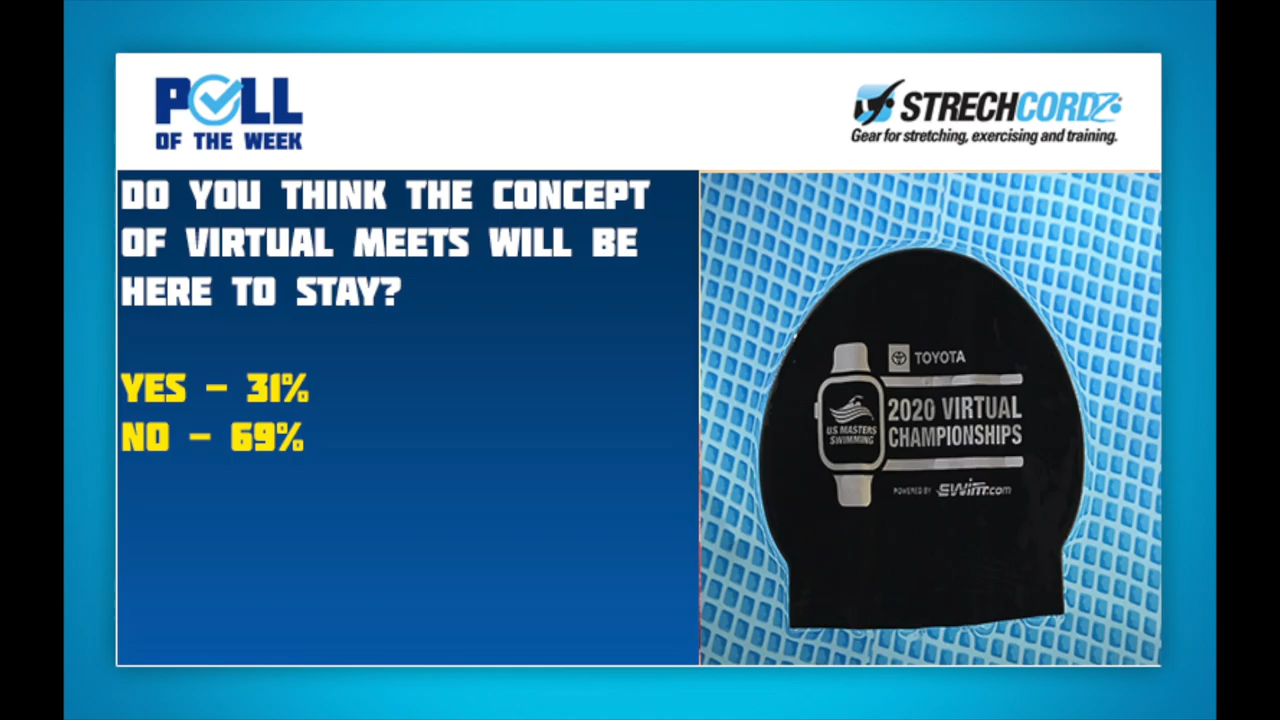 POLL
OF THE WEEK
STRECHCORDZ
Gear for stretching, exercising and training.
DO YOU THINK THE CONCEPT
OF VIRTUAL MEETS WILL BE
HERE TO STAY?
YES – 31%
NO – 69%
TOYOTA
2020 VIRTUAL
CHAMPIONSHIPS
US MASTERS
SWIMMING
POWERED BY swim.com